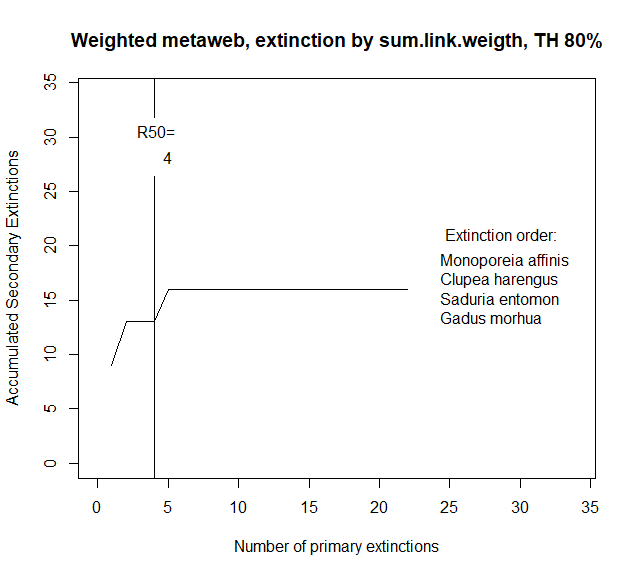 Weighted metaweb, extinction by sum.link.weigth, TH 80%
Accumulated Secondary Extinctions
35
30
25
20
15
10
5
0
R50=
4
Extinction order:
Monoporeia affinis
Clupea harengus
Saduria entomon
Gadus morhua
0 5 10 15 20 25 30 35
Number of primary extinctions